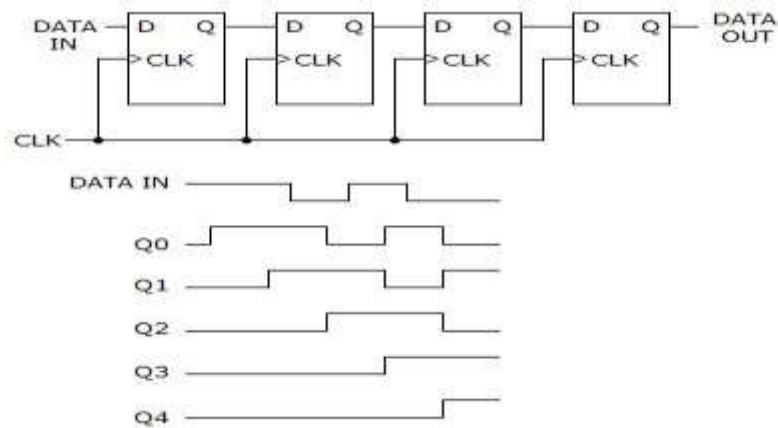 DATA IN
D Q
CLK
D Q
CLK
D Q
CLK
D Q
CLK
DATA OUT
CLK
DATA IN
Q0
Q1
Q2
Q3
Q4